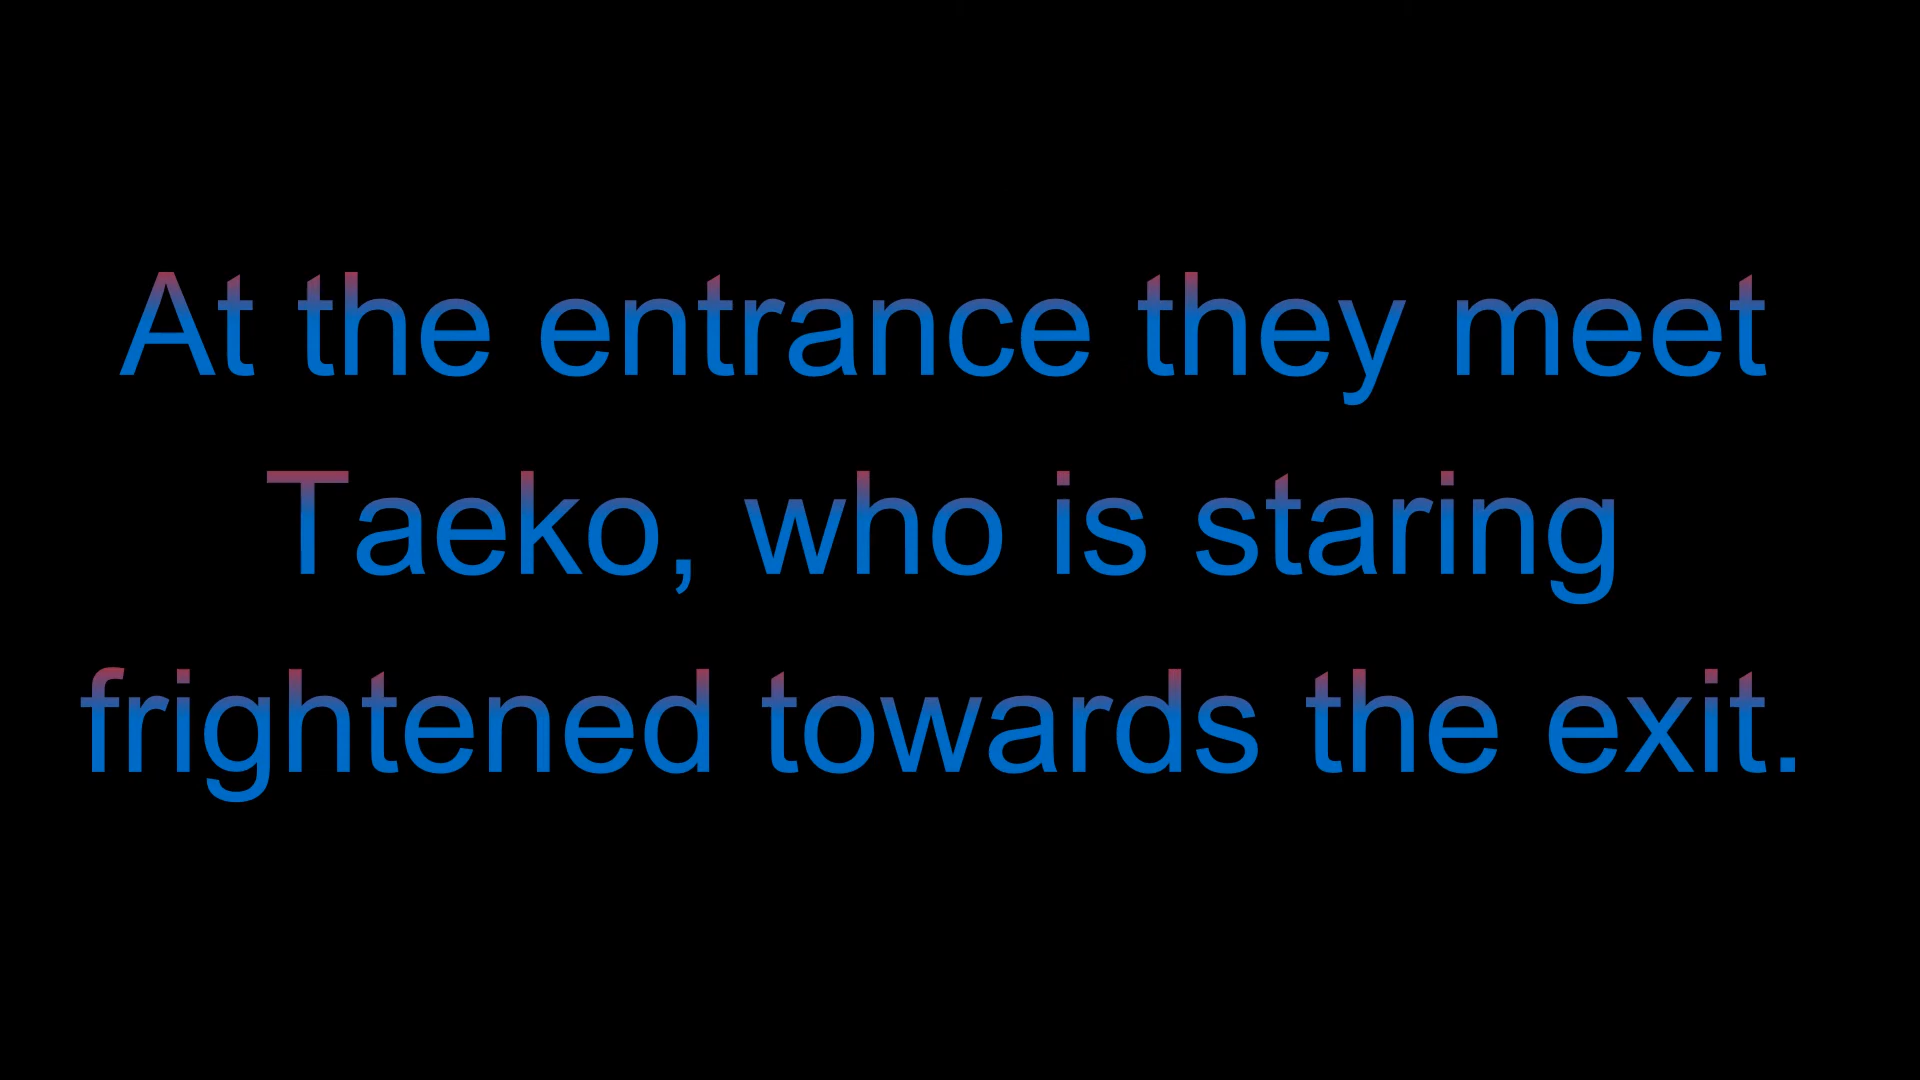 At the entrance they meet
Taeko, who is staring
frightened towards the exit.